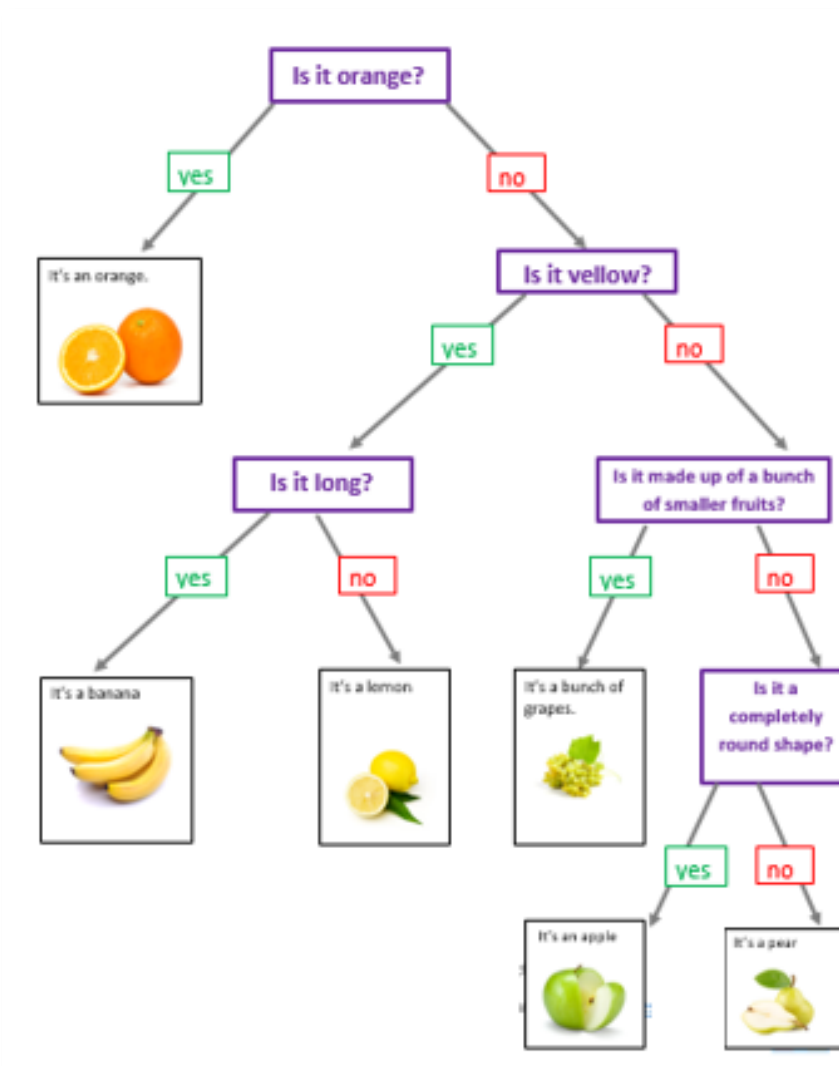 Is it orange?
yes
no
It's an orange.
Is it yellow?
yes
no
Is it long?
Is it made up of a bunch
of smaller fruits?
yes
no
yes
no
It's a banana
It's a lemon
It's a bunch of
grapes.
Is it a
completely
round shape?
yes
no
It's an apple
It's a pear